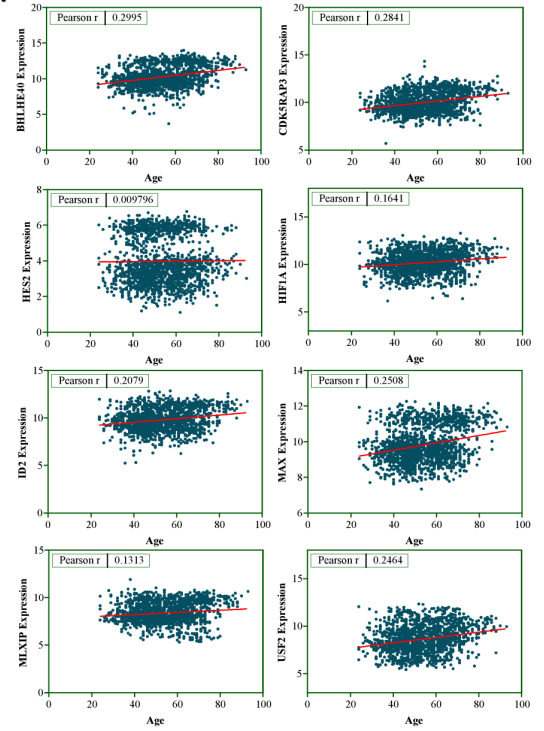 Pearson r 0.2995
20
15
10
5
0
BHLHE40 Expression
0 20 40 60 80 100
Age
Pearson r 0.2841
20
15
10
5
CDK5RAP3 Expression
0 20 40 60 80 100
Age
Pearson r 0.009796
8
6
4
2
0
HES2 Expression
0 20 40 60 80 100
Age
Pearson r 0.1641
15
10
5
HIF1A Expression
0 20 40 60 80 100
Age
Pearson r 0.2079
15
10
5
0
ID2 Expression
0 20 40 60 80 100
Age
Pearson r 0.2508
14
12
10
8
6
MAX Expression
0 20 40 60 80 100
Age
Pearson r 0.1313
15
10
5
0
MLXIP Expression
0 20 40 60 80 100
Age
Pearson r 0.2464
15
10
5
USF2 Expression
0 20 40 60 80 100
Age